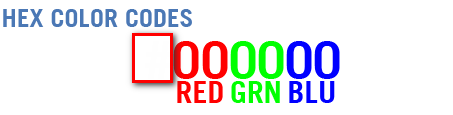 HEX COLOR CODES
000000
RED GRN BLU